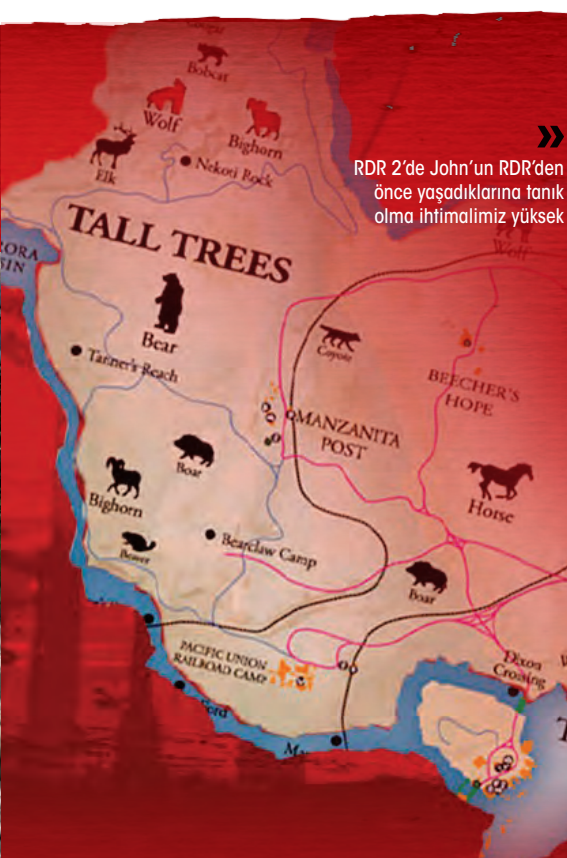 Bobcat
Wolf
Bighorn
Elk
Nekoti Rock
»
RDR 2’de John’un RDR’den
önce yaşadıklarına tanık
olma ihtimalimiz yüksek
Wolf
TALL TREES
Bear
Coyote
Tanner's Reach
BEECHER'S
HOPE
MANZANITA
POST
Boar
Horse
Bighorn
Bearclaw Camp
Beaver
Boar
PACIFIC UNION
RAILROAD CAMP
Dixon
Crossing